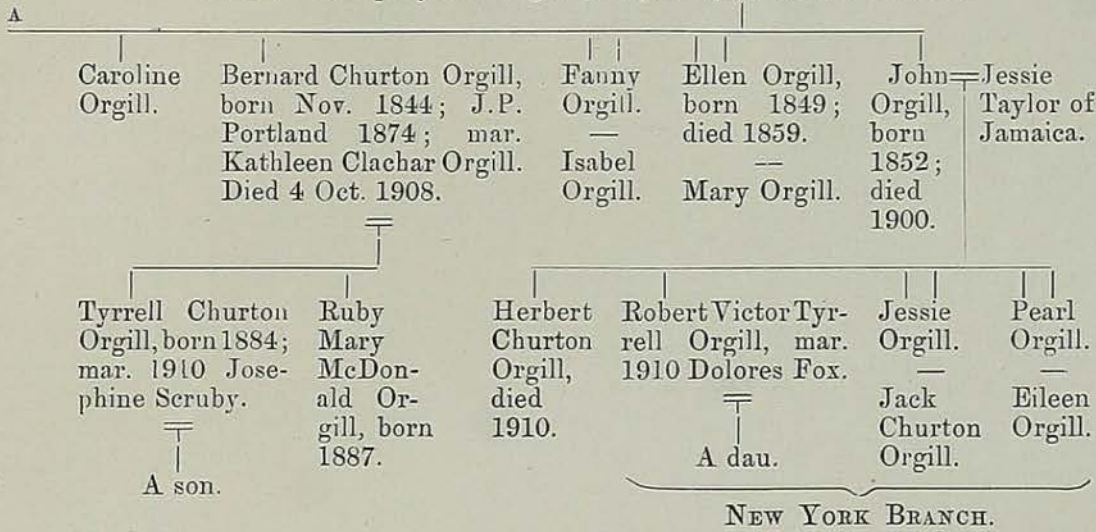 A
Caroline
Orgill.
Bernard Churton Orgill,
born Nov. 1844; J.P.
Portland 1874; mar.
Kathleen Clachar Orgill.
Died 4 Oct. 1908.
Fanny
Orgill.
—
Isabel
Orgill.
Ellen Orgill,
born 1849;
died 1859.
—
Mary Orgill.
John
Orgill,
born
1852;
died
1900.
Jessie
Taylor of
Jamaica.
Tyrrell Churton
Orgill, born 1884;
mar. 1910 Jose-
phine Scruby.
A son.
Ruby
Mary
McDon-
ald Or-
gill, born
1887.
Herbert
Churton
Orgill,
died
1910.
Robert Victor Tyr-
rell Orgill, mar.
1910 Dolores Fox.
A dau.
Jessie
Orgill.
—
Jack
Churton
Orgill.
Pearl
Orgill.
—
Eileen
Orgill.
NEW YORK BRANCH.